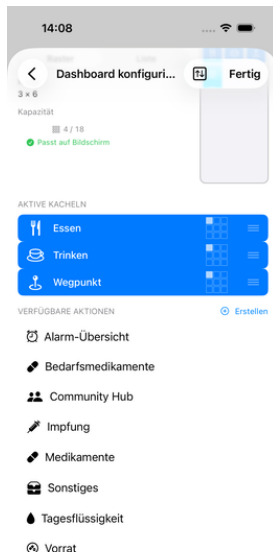 14:08
Dashboard konfiguri...
Fertig
3 × 6
Kapazität
4 / 18
Passt auf Bildschirm
AKTIVE KACHELN
Essen
Trinken
Wegpunkt
VERFÜGBARE AKTIONEN
Erstellen
Alarm-Übersicht
Bedarfsmedikamente
Community Hub
Impfung
Medikamente
Sonstiges
Tagesflüssigkeit
Vorrat